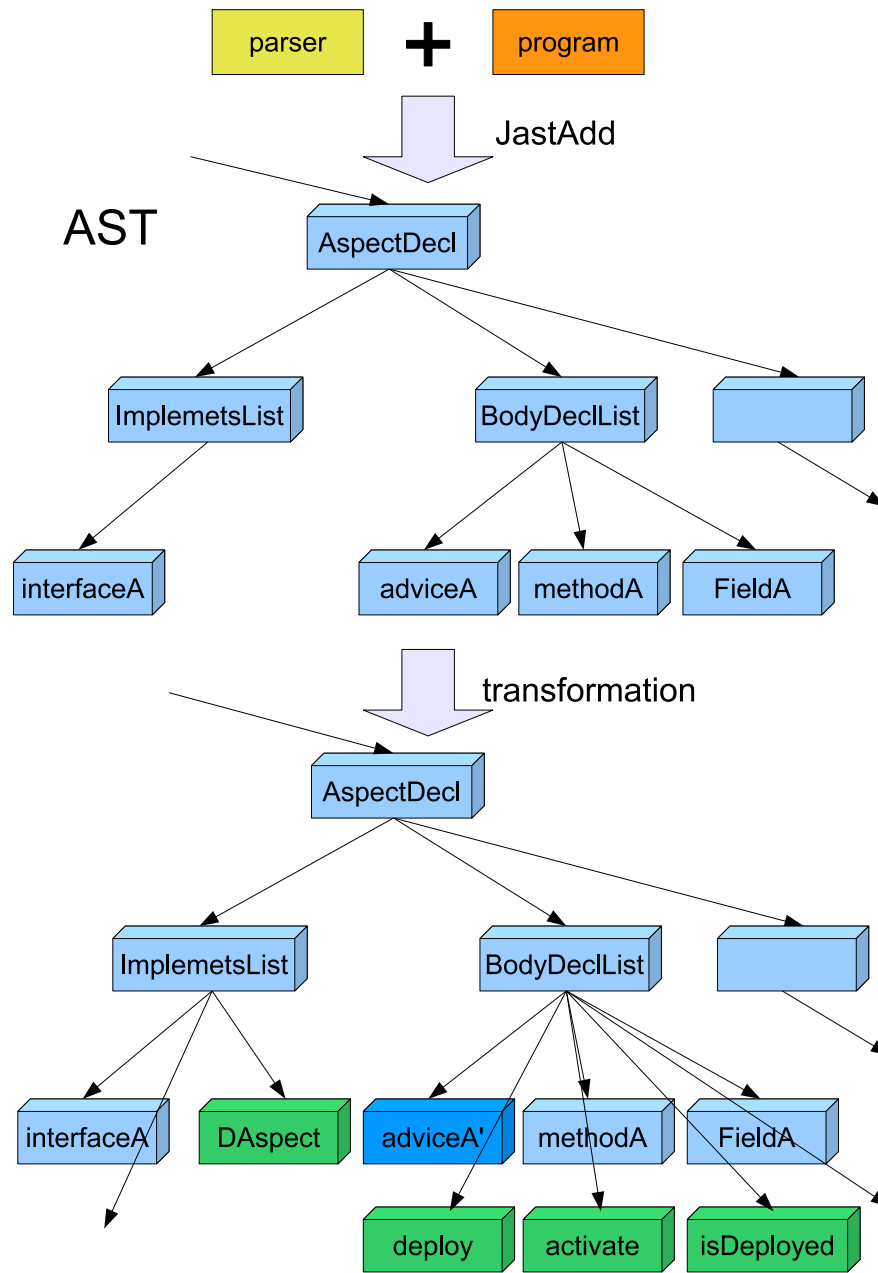 parser + program
JastAdd
AST
AspectDecl
ImplemetsList
BodyDeclList
interfaceA
adviceA
methodA
FieldA
transformation
AspectDecl
ImplemetsList
BodyDeclList
interfaceA
DAspect
adviceA'
methodA
FieldA
deploy
activate
isDeployed